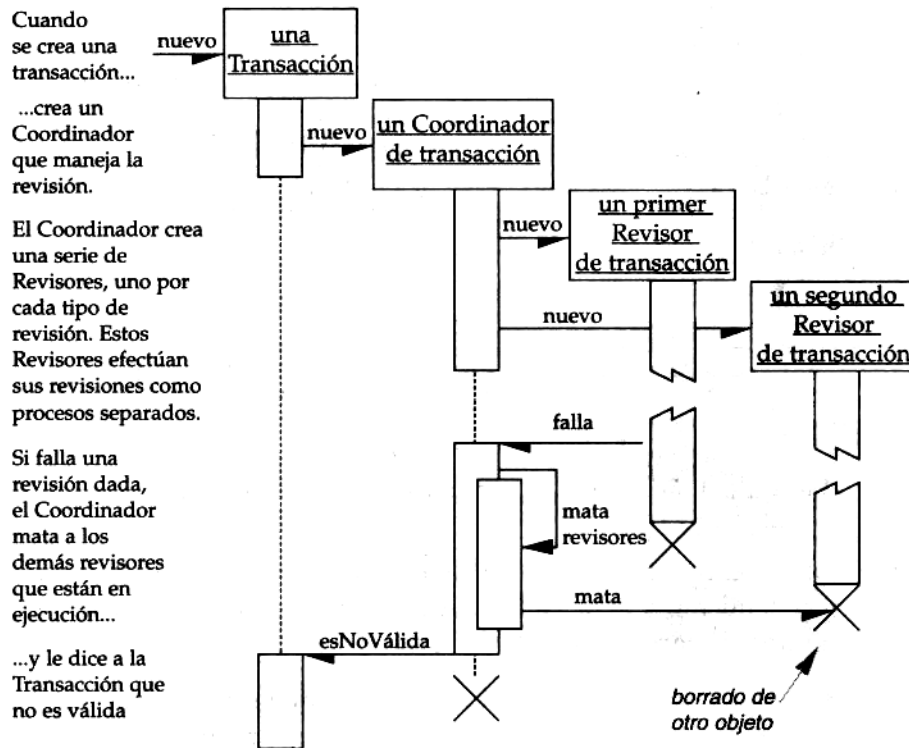 Cuando
se crea una
transacción...
...crea un
Coordinador
que maneja la
revisión.
El Coordinador crea
una serie de
Revisores, uno por
cada tipo de
revisión. Estos
Revisores efectúan
sus revisiones como
procesos separados.
Si falla una
revisión dada,
el Coordinador
mata a los
demás revisores
que están en
ejecución...
...y le dice a la
Transacción que
no es válida
nuevo
una
Transacción
nuevo
un Coordinador
de transacción
nuevo
un primer
Revisor
de transacción
nuevo
un segundo
Revisor
de transacción
falla
mata
revisores
mata
esNoVálida
borrado de
otro objeto